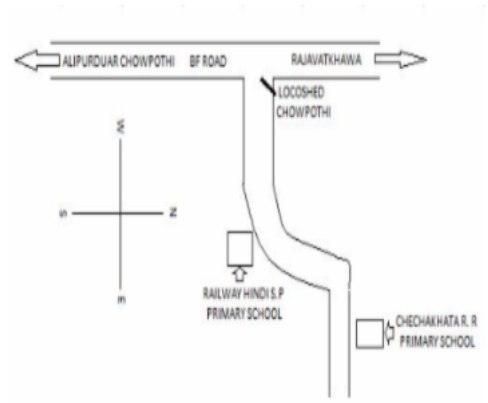 ALIPURDUAR CHOWPOTHI BF ROAD RAJAVATKHAWA
LOCOSHED
CHOWPOTHI
W
S N
E
RAILWAY HINDI S.P
PRIMARY SCHOOL
CHECHAKHATA R. R
PRIMARY SCHOOL